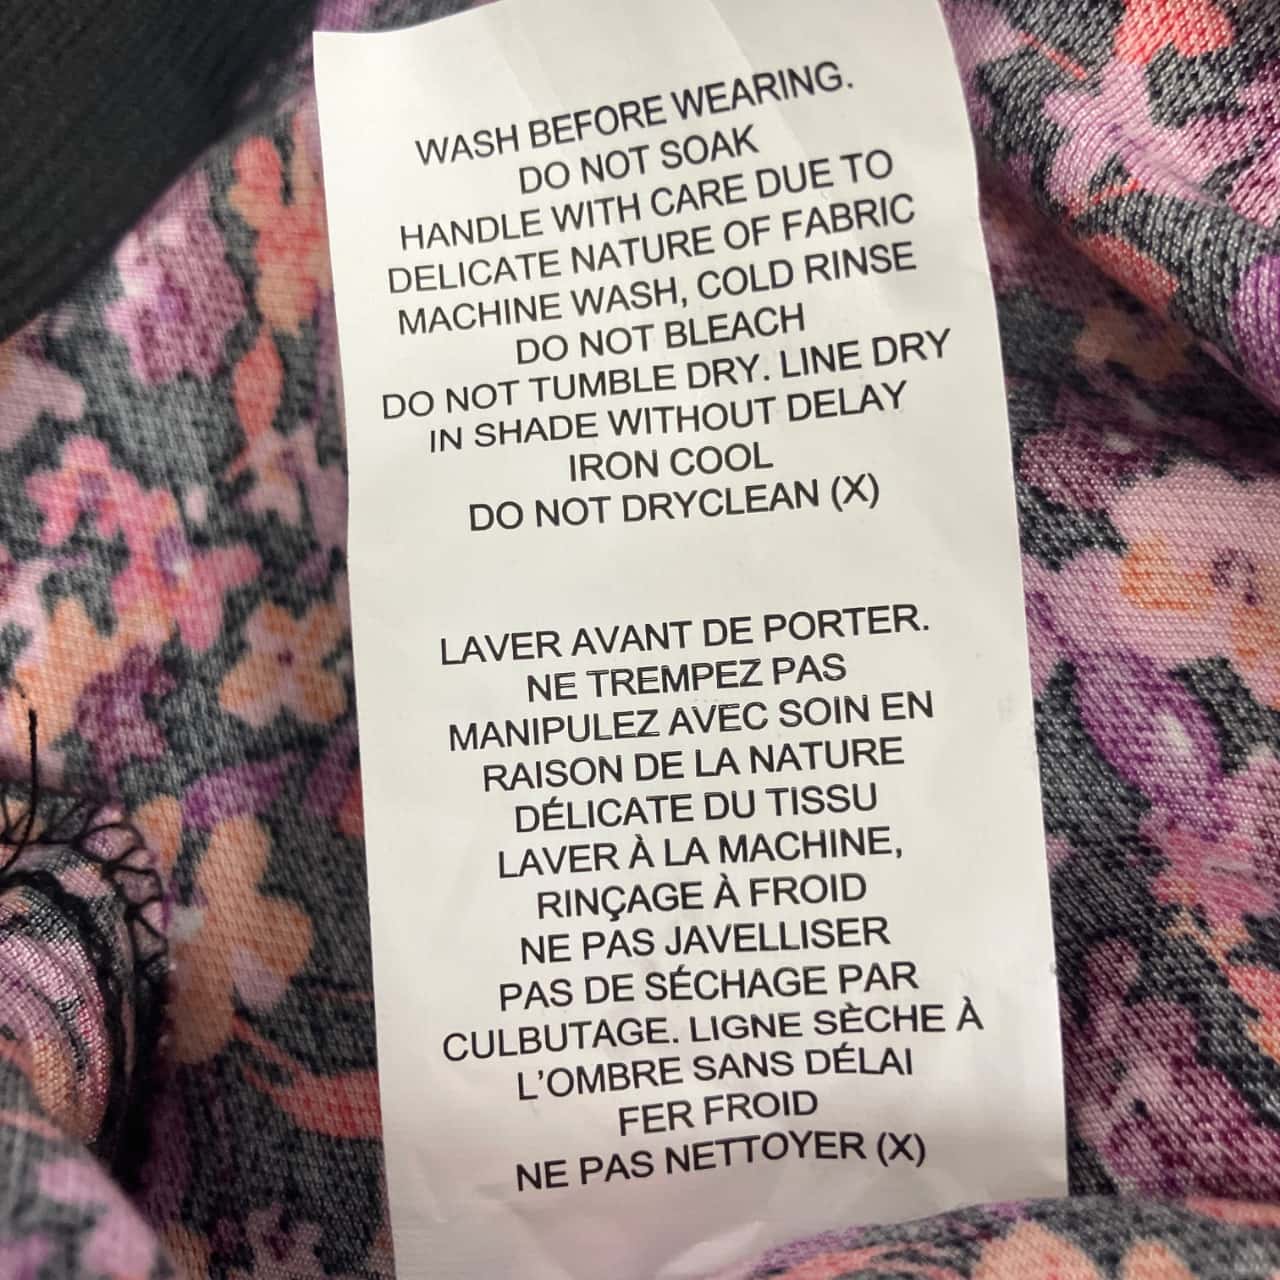 WASH BEFORE WEARING.
DO NOT SOAK
HANDLE WITH CARE DUE TO
DELICATE NATURE OF FABRIC
MACHINE WASH, COLD RINSE
DO NOT BLEACH
DO NOT TUMBLE DRY. LINE DRY
IN SHADE WITHOUT DELAY
IRON COOL
DO NOT DRYCLEAN (X)
LAVER AVANT DE PORTER.
NE TREMPEZ PAS
MANIPULEZ AVEC SOIN EN
RAISON DE LA NATURE
DÉLICATE DU TISSU
LAVER À LA MACHINE,
RINÇAGE À FROID
NE PAS JAVELLISER
PAS DE SÉCHAGE PAR
CULBUTAGE. LIGNE SÈCHE À
L'OMBRE SANS DÉLAI
FER FROID
NE PAS NETTOYER (X)